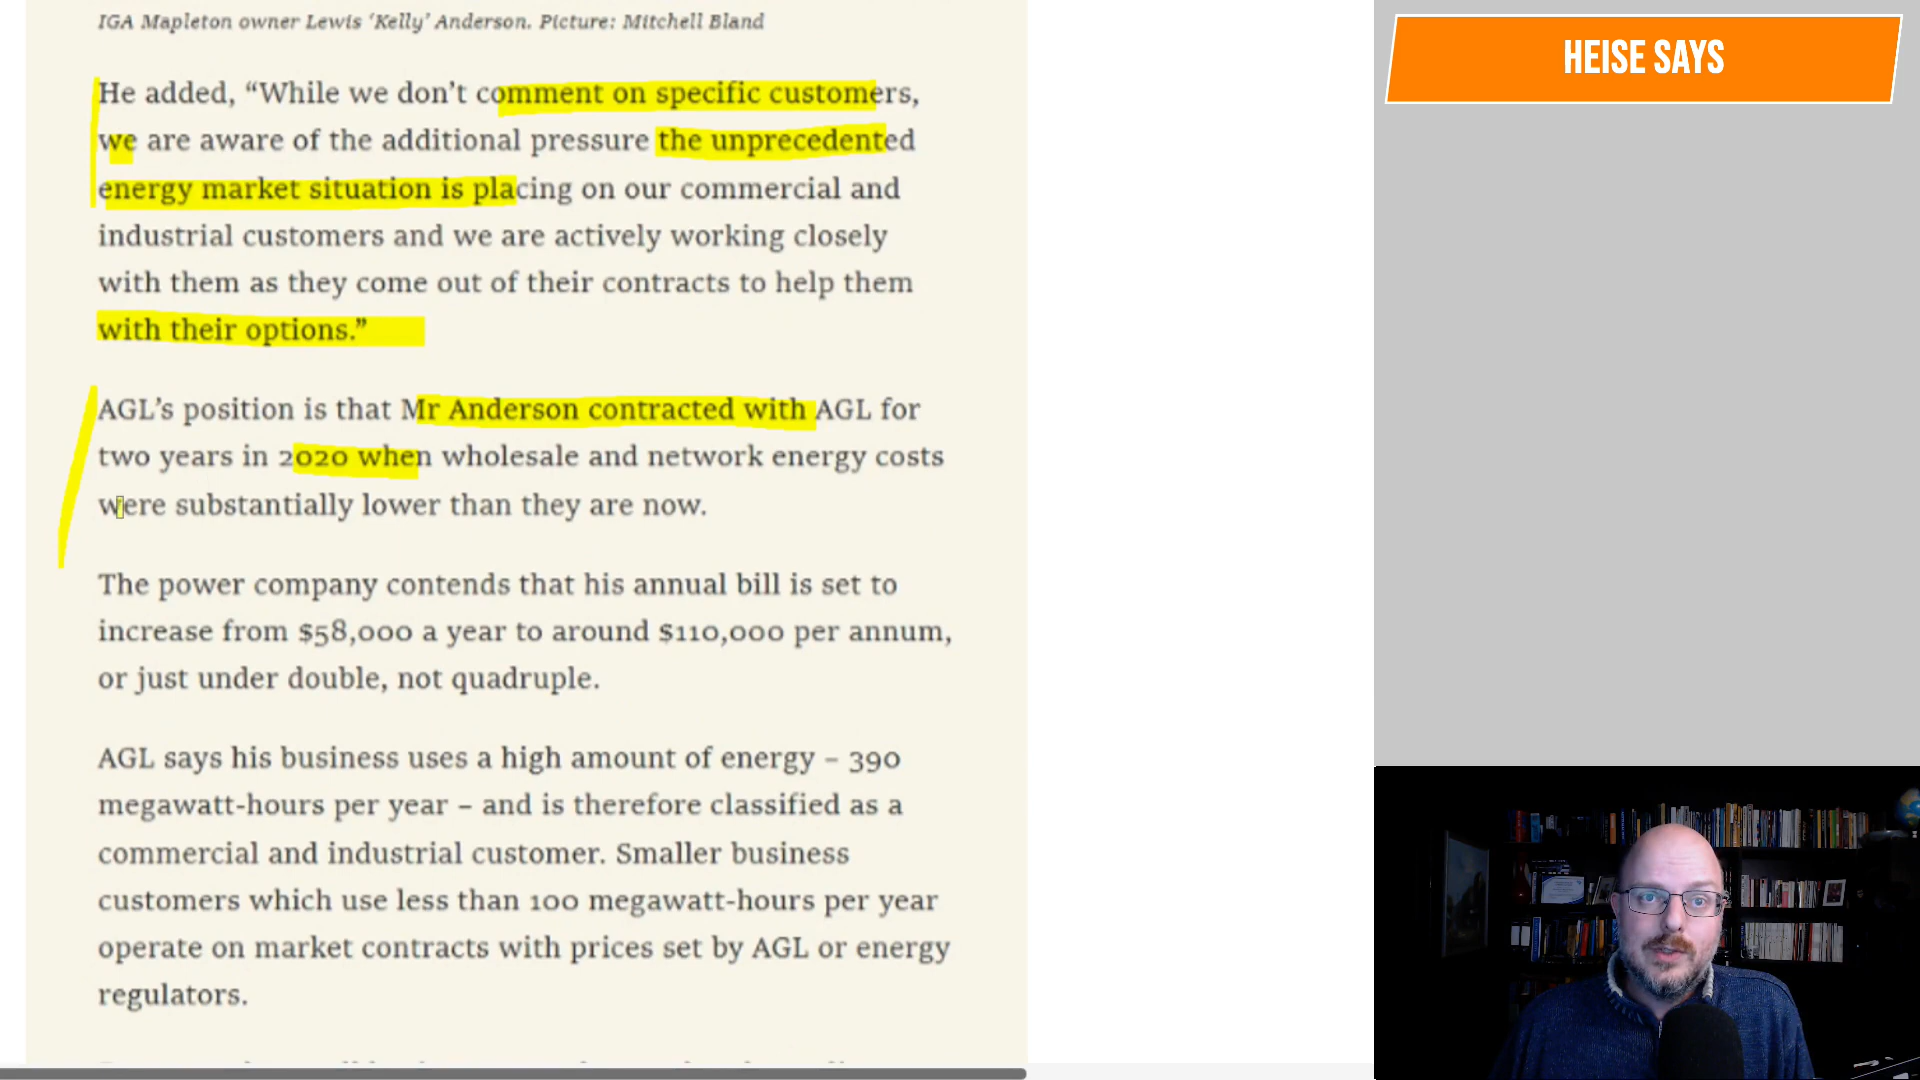 IGA Mapleton owner Lewis ‘Kelly’ Anderson. Picture: Mitchell Bland
He added, “While we don’t comment on specific customers,
we are aware of the additional pressure the unprecedented
energy market situation is placing on our commercial and
industrial customers and we are actively working closely
with them as they come out of their contracts to help them
with their options.”
AGL’s position is that Mr Anderson contracted with AGL for
two years in 2020 when wholesale and network energy costs
were substantially lower than they are now.
The power company contends that his annual bill is set to
increase from $58,000 a year to around $110,000 per annum,
or just under double, not quadruple.
AGL says his business uses a high amount of energy – 390
megawatt-hours per year – and is therefore classified as a
commercial and industrial customer. Smaller business
customers which use less than 100 megawatt-hours per year
operate on market contracts with prices set by AGL or energy
regulators.
HEISE SAYS